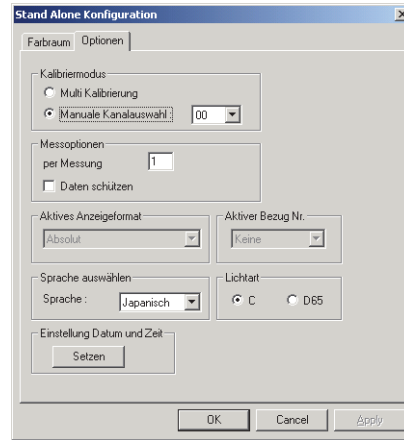 Stand Alone Konfiguration
Farbraum Optionen
Kalibriermodus
Multi Kalibrierung
Manuale Kanalauswahl : 00
Messoptionen
per Messung 1
Daten schützen
Aktives Anzeigeformat Aktiver Bezug Nr.
Absolut Keine
Sprache auswählen Lichtart
Sprache : Japanisch C D65
Einstellung Datum und Zeit
Setzen
OK Cancel Apply